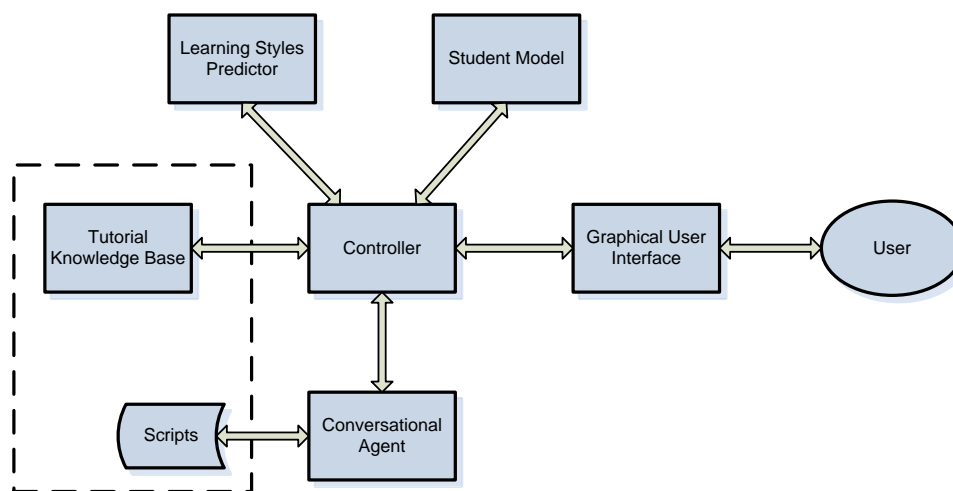 Learning Styles
Predictor
Student Model
Tutorial
Knowledge Base
Controller
Graphical User
Interface
User
Scripts
Conversational
Agent